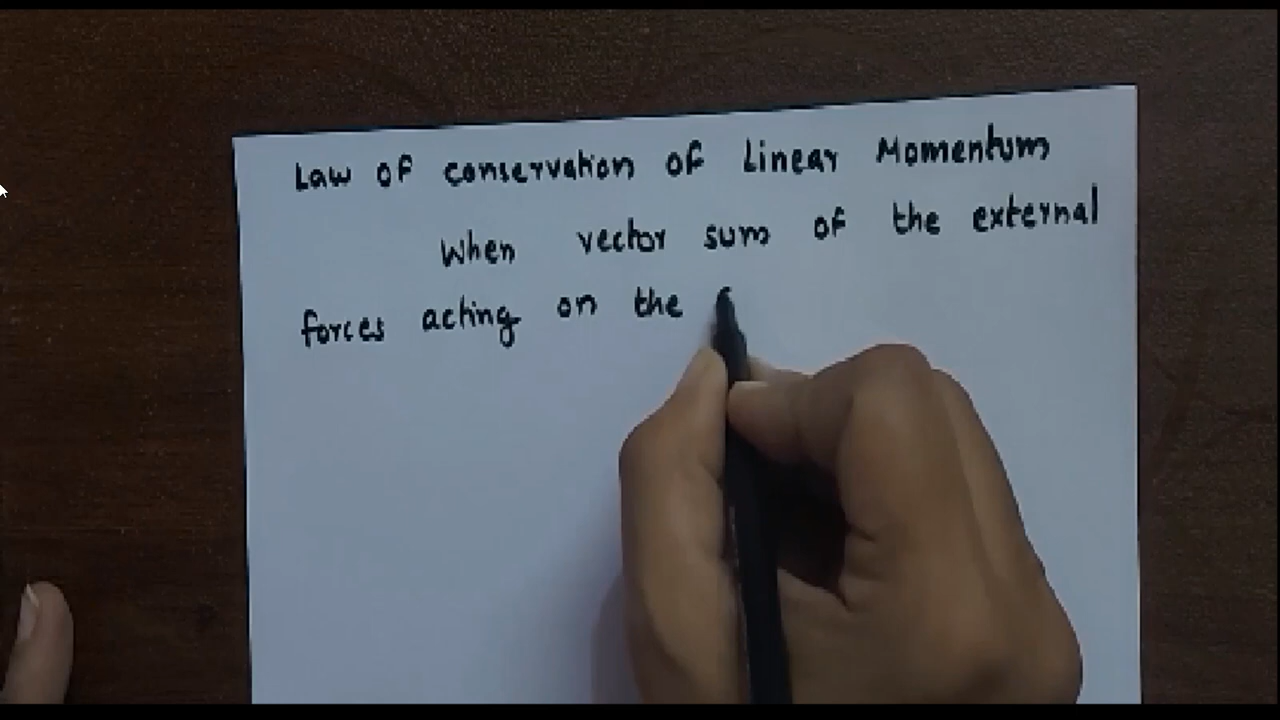 Law of conservation of Linear Momentum
When vector sum of the external
forces acting on the